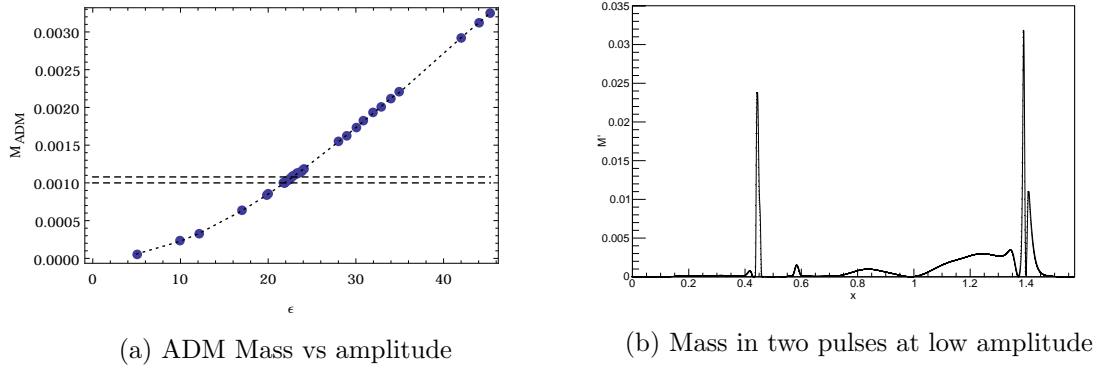 0.0030
0.0025
0.0020
0.0015
0.0010
0.0005
0.0000
M_ADM
0 10 20 30 40
ϵ
(a) ADM Mass vs amplitude
0.035
0.03
0.025
0.02
0.015
0.01
0.005
0
M'
0 0.2 0.4 0.6 0.8 1 1.2 1.4
x
(b) Mass in two pulses at low amplitude